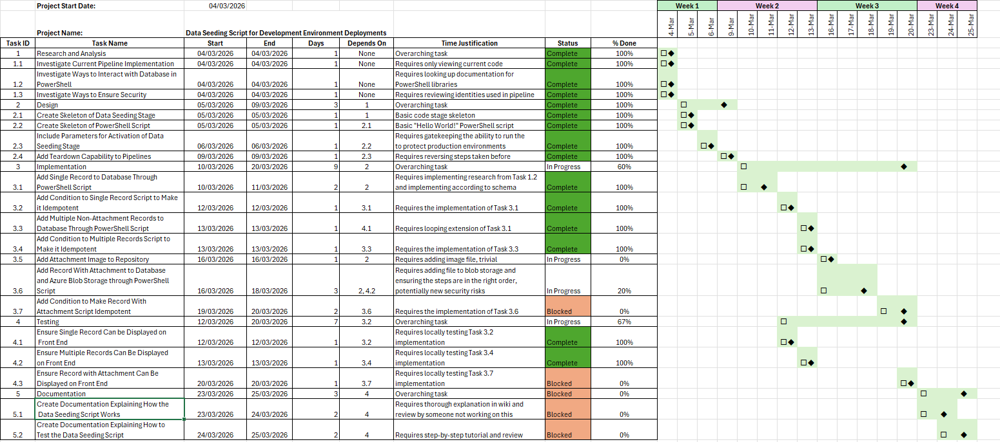 Project Start Date: 04/03/2026 Week 1 Week 2 Week 3 Week 4
4-Mar 5-Mar 6-Mar 9-Mar 10-Mar 11-Mar 12-Mar 13-Mar 16-Mar 17-Mar 18-Mar 19-Mar 20-Mar 23-Mar 24-Mar 25-Mar
Project Name: Data Seeding Script for Development Environment Deployments
Task ID Task Name Start End Days Depends On Time Justification Status % Done
1 Research and Analysis 04/03/2026 04/03/2026 1 None Overarching task Complete 100%
1.1 Investigate Current Pipeline Implementation 04/03/2026 04/03/2026 1 None Requires only viewing current code Complete 100%
Investigate Ways to Interact with Database in Requires looking up documentation for
1.2 PowerShell 04/03/2026 04/03/2026 1 None PowerShell libraries Complete 100%
1.3 Investigate Ways to Ensure Security 04/03/2026 04/03/2026 1 None Requires reviewing identities used in pipeline Complete 100%
2 Design 05/03/2026 09/03/2026 3 1 Overarching task Complete 100%
2.1 Create Skeleton of Data Seeding Stage 05/03/2026 05/03/2026 1 1 Basic code stage skeleton Complete 100%
2.2 Create Skeleton of PowerShell Script 05/03/2026 05/03/2026 1 2.1 Basic "Hello World!" PowerShell script Complete 100%
Include Parameters for Activation of Data Requires gatekeeping the ability to run the
2.3 Seeding Stage 06/03/2026 06/03/2026 1 2.2 to protect production environments Complete 100%
2.4 Add Teardown Capability to Pipelines 09/03/2026 09/03/2026 1 2.3 Requires reversing steps taken before Complete 100%
3 Implementation 10/03/2026 20/03/2026 9 2 Overarching task In Progress 60%
Add Single Record to Database Through Requires implementing research from Task 1.2
3.1 PowerShell Script 10/03/2026 11/03/2026 2 2 and implementing according to schema Complete 100%
Add Condition to Single Record Script to Make
3.2 it Idempotent 12/03/2026 12/03/2026 1 3.1 Requires the implementation of Task 3.1 Complete 100%
Add Multiple Non-Attachment Records to
3.3 Database Through PowerShell Script 13/03/2026 13/03/2026 1 4.1 Requires looping extension of Task 3.1 Complete 100%
Add Condition to Multiple Records Script to
3.4 Make it Idempotent 13/03/2026 13/03/2026 1 3.3 Requires the implementation of Task 3.3 Complete 100%
3.5 Add Attachment Image to Repository 16/03/2026 16/03/2026 1 2 Requires adding image file, trivial In Progress 0%
Add Record With Attachment to Database Requires adding file to blob storage and
and Azure Blob Storage through PowerShell ensuring the steps are in the right order,
3.6 Script 16/03/2026 18/03/2026 3 2, 4.2 potentially new security risks In Progress 20%
Add Condition to Make Record With
3.7 Attachment Script Idempotent 19/03/2026 20/03/2026 2 3.6 Requires the implementation of Task 3.6 Blocked 0%
4 Testing 12/03/2026 20/03/2026 7 3.2 Overarching task In Progress 67%
Ensure Single Record Can be Displayed on Requires locally testing Task 3.2
4.1 Front End 12/03/2026 12/03/2026 1 3.2 implementation Complete 100%
Ensure Multiple Records Can Be Displayed Requires locally testing Task 3.4
4.2 on Front End 13/03/2026 13/03/2026 1 3.4 implementation Complete 100%
Ensure Record with Attachment Can Be Requires locally testing Task 3.7
4.3 Displayed on Front End 20/03/2026 20/03/2026 1 3.7 implementation Blocked 0%
5 Documentation 23/03/2026 25/03/2026 3 4 Overarching task Blocked 0%
Create Documentation Explaining How the Requires thorough explanation in wiki and
5.1 Data Seeding Script Works 23/03/2026 24/03/2026 2 4 review by someone not working on this Blocked 0%
Create Documentation Explaining How to
5.2 Test the Data Seeding Script 24/03/2026 25/03/2026 2 4 Requires step-by-step tutorial and review Blocked 0%